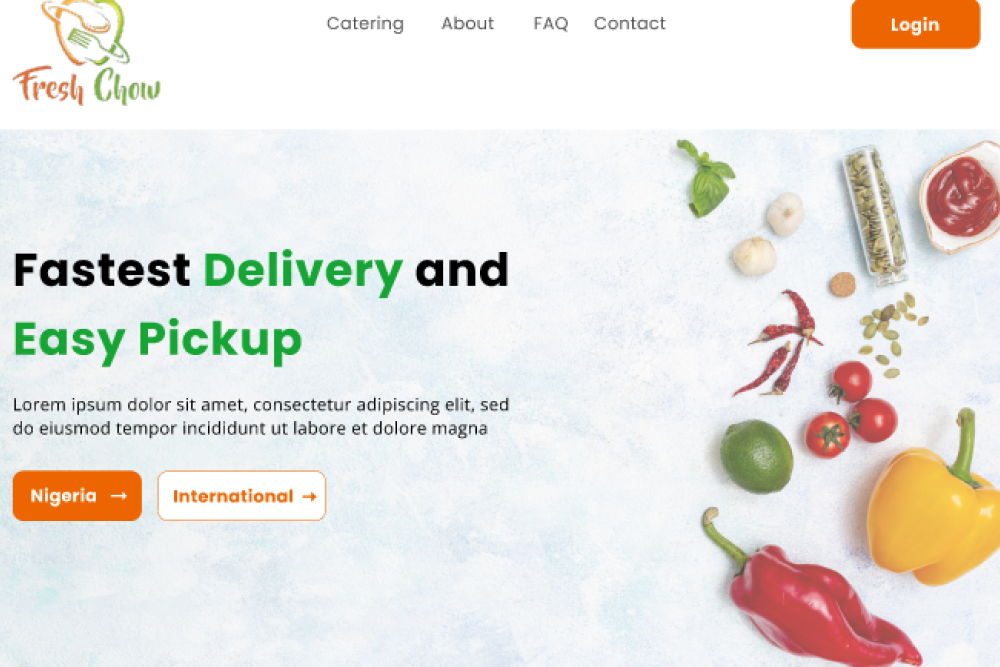 Catering About FAQ Contact
Login
Fresh Chow
Fastest Delivery and
Easy Pickup
Lorem ipsum dolor sit amet, consectetur adipiscing elit, sed
do eiusmod tempor incididunt ut labore et dolore magna
Nigeria →
International →